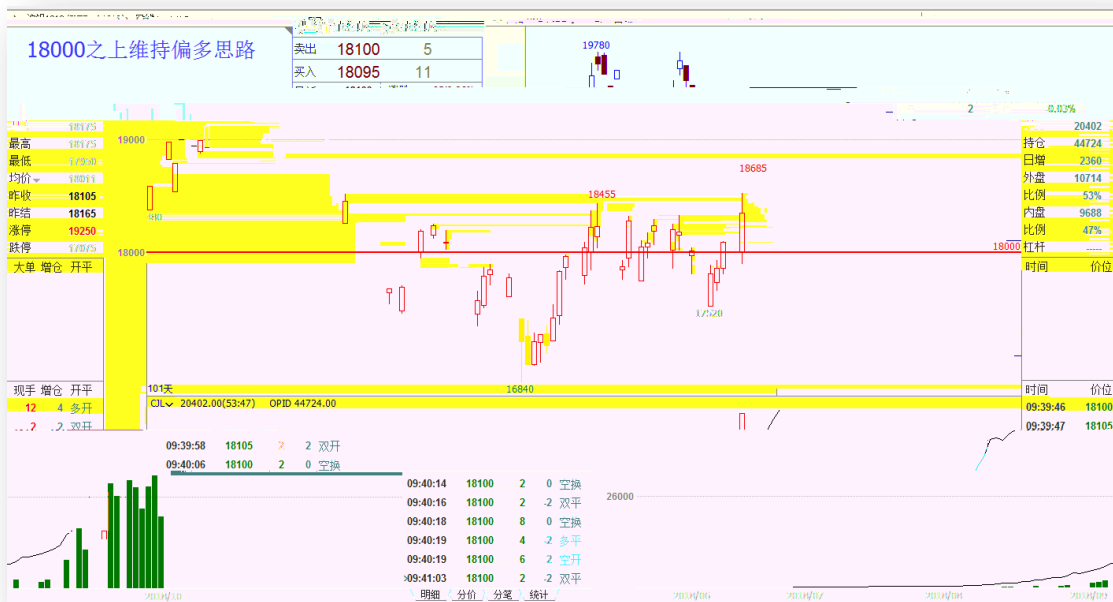 18000之上维持偏多思路
卖出 18100 5
买入 18095 11
19780
2 -0.03%
18175
最高 18175
最低 17950
均价 18011
昨收 18105
昨结 18165
涨停 19250
跌停 17075
大单 增仓 开平
19000
18000
18455
18685
17520
16840
18000
20402
持仓 44724
日增 2360
外盘 10714
比例 53%
内盘 9688
比例 47%
杠杆 -----
时间 价位
101天
CJL 20402.00(53:47) OPID 44724.00
现手 增仓 开平
12 4 多开
2 2 双开
时间 价位
09:39:46 18100
09:39:47 18105
09:39:58 18105 2 2 双开
09:40:06 18100 2 0 空换
09:40:14 18100 2 0 空换
09:40:16 18100 2 -2 双平
09:40:18 18100 8 0 空换
09:40:19 18100 4 -2 多平
09:40:19 18100 6 2 空开
>09:41:03 18100 2 -2 双平
26000
明细 分价 分笔 统计